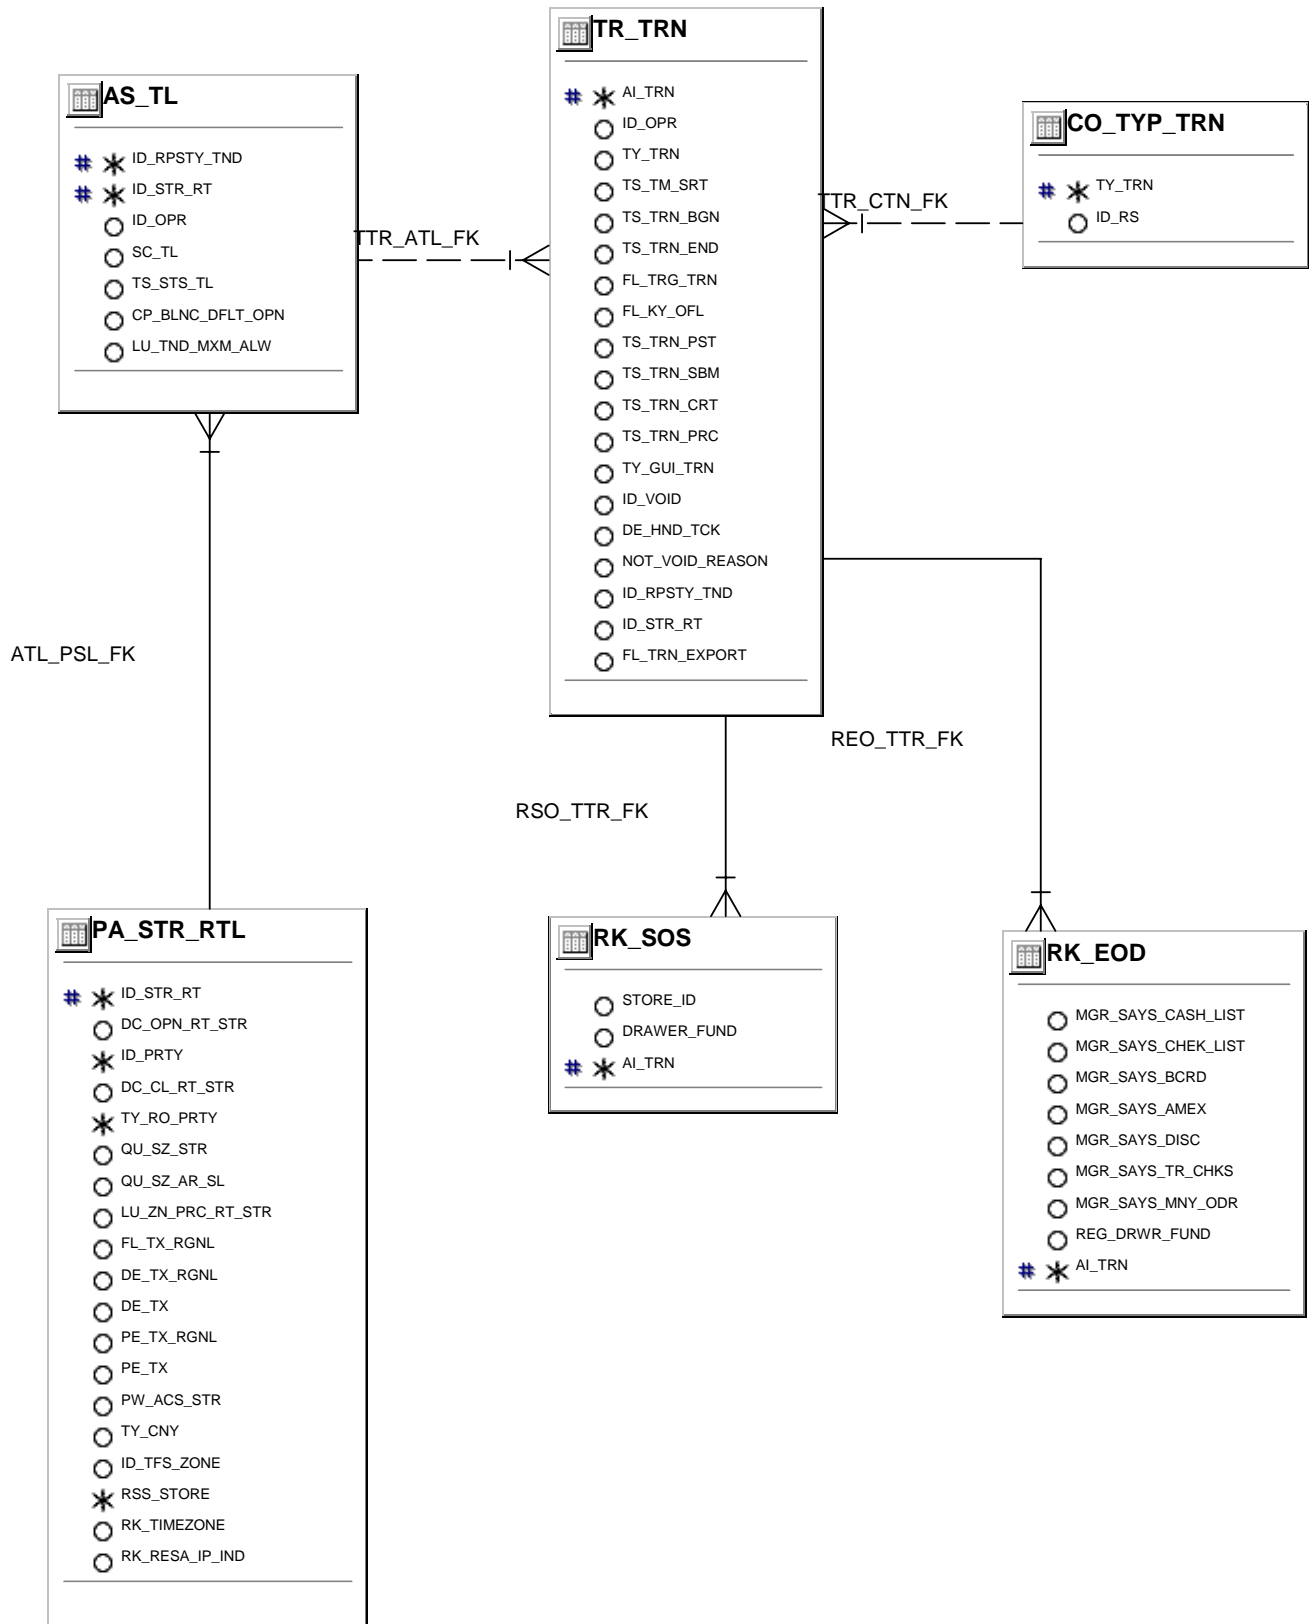 TR_TRN
# * AI_TRN
ID_OPR
TY_TRN
TS_TM_SRT
TS_TRN_BGN
TS_TRN_END
FL_TRG_TRN
FL_KY_OFL
TS_TRN_PST
TS_TRN_SBM
TS_TRN_CRT
TS_TRN_PRC
TY_GUI_TRN
ID_VOID
DE_HND_TCK
NOT_VOID_REASON
ID_RPSTY_TND
ID_STR_RT
FL_TRN_EXPORT
AS_TL
# * ID_RPSTY_TND
# * ID_STR_RT
ID_OPR
SC_TL
TS_STS_TL
CP_BLNC_DFLT_OPN
LU_TND_MXM_ALW
TTR_ATL_FK
CO_TYP_TRN
# * TY_TRN
ID_RS
TTR_CTN_FK
ATL_PSL_FK
RSO_TTR_FK
REO_TTR_FK
PA_STR_RTL
# * ID_STR_RT
DC_OPN_RT_STR
* ID_PRTY
DC_CL_RT_STR
* TY_RO_PRTY
QU_SZ_STR
QU_SZ_AR_SL
LU_ZN_PRC_RT_STR
FL_TX_RGNL
DE_TX_RGNL
DE_TX
PE_TX_RGNL
PE_TX
PW_ACS_STR
TY_CNY
ID_TFS_ZONE
* RSS_STORE
RK_TIMEZONE
RK_RESA_IP_IND
RK_SOS
STORE_ID
DRAWER_FUND
# * AI_TRN
RK_EOD
MGR_SAYS_CASH_LIST
MGR_SAYS_CHEK_LIST
MGR_SAYS_BCRD
MGR_SAYS_AMEX
MGR_SAYS_DISC
MGR_SAYS_TR_CHKS
MGR_SAYS_MNY_ODR
REG_DRWR_FUND
# * AI_TRN